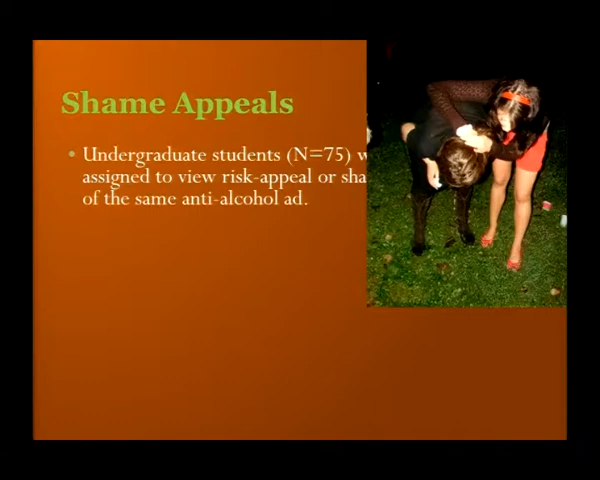 Shame Appeals
• Undergraduate students (N=75)
assigned to view risk-appeal or
of the same anti-alcohol ad.